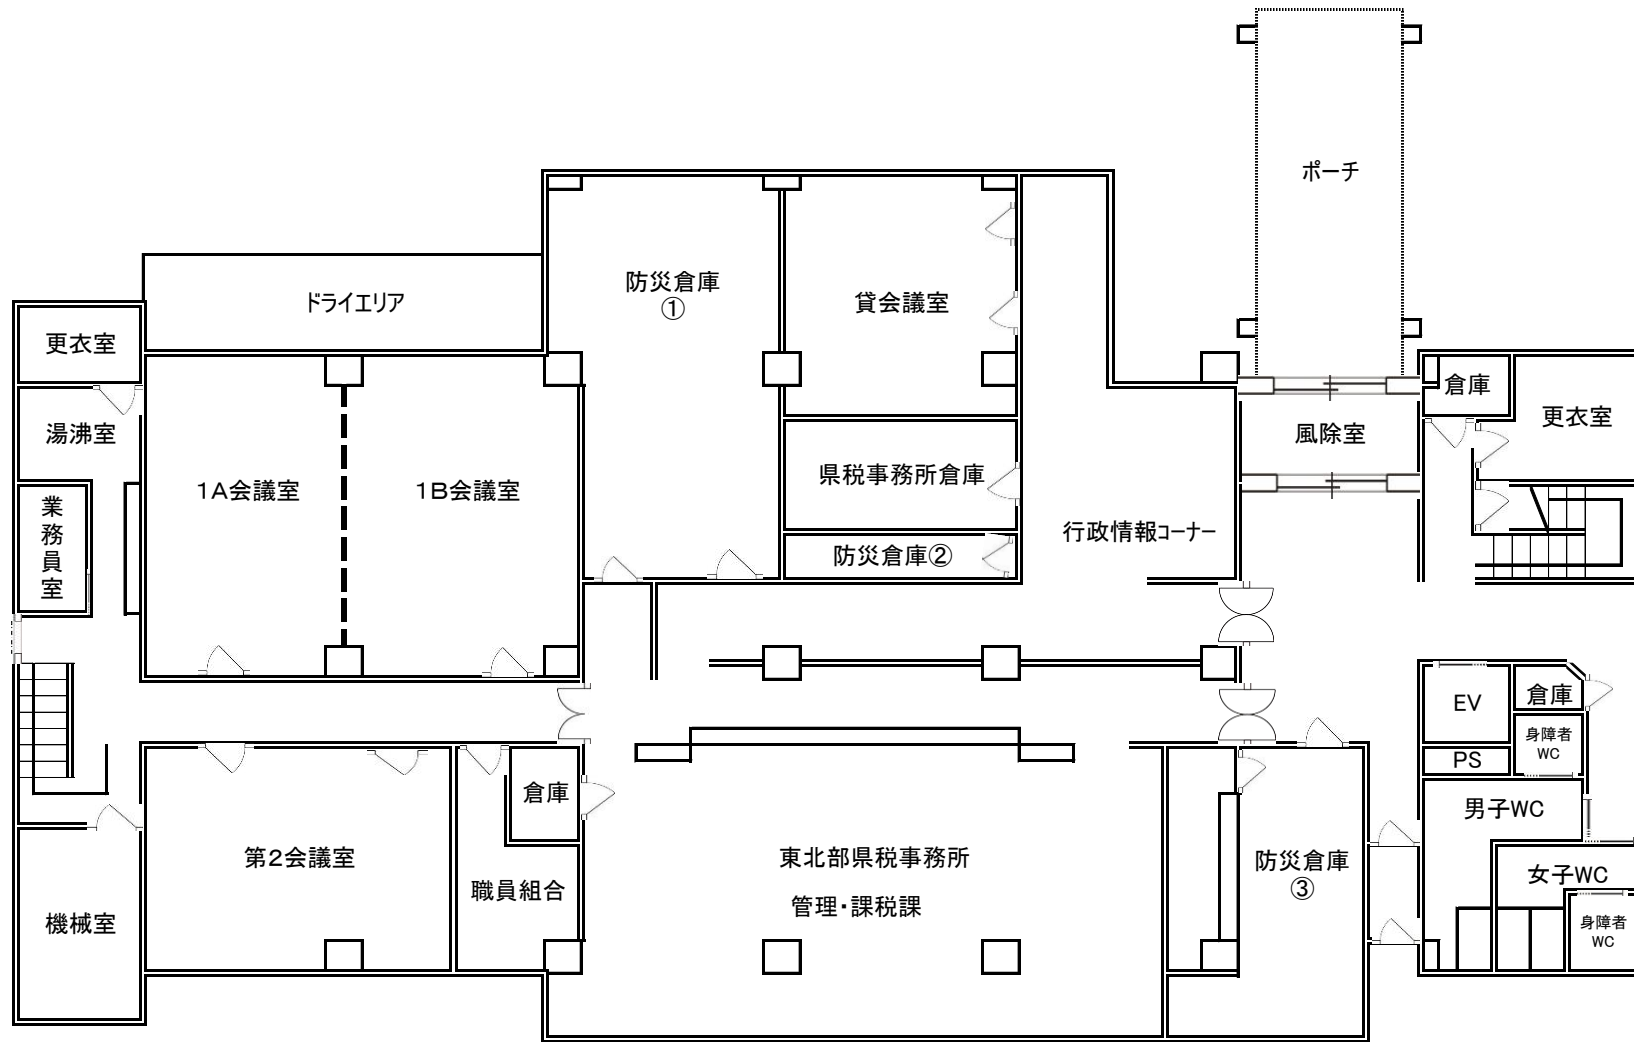 ポーチ
防災倉庫
①
貸会議室
ドライエリア
更衣室
湯沸室
業務員室
1A会議室
1B会議室
県税事務所倉庫
防災倉庫②
行政情報コーナー
風除室
倉庫
更衣室
EV
倉庫
身障者
WC
PS
男子WC
女子WC
身障者
WC
倉庫
第2会議室
職員組合
機械室
東北部県税事務所
管理・課税課
防災倉庫
③